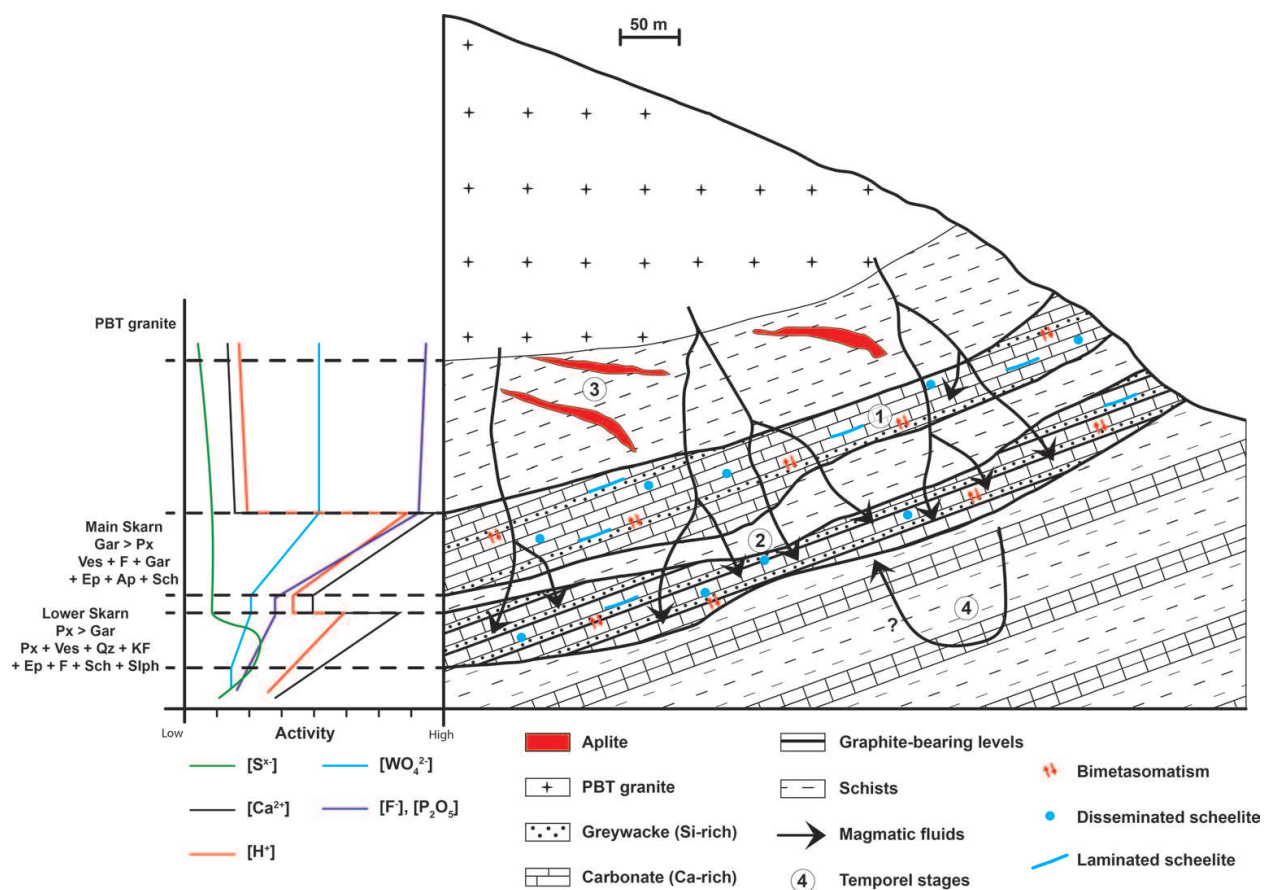 50 m
PBT granite
Main Skarn
Gar > Px
Ves + F + Gar
+ Ep + Ap + Sch
Lower Skarn
Px > Gar
Px + Ves + Qz + KF
+ Ep + F + Sch + Slph
3
1
2
4
?
Low
Activity
High
[Sˣ⁻]
[WO₄²⁻]
[Ca²⁺]
[F⁻], [P₂O₅]
[H⁺]
Aplite
PBT granite
Greywacke (Si-rich)
Carbonate (Ca-rich)
Graphite-bearing levels
Schists
Magmatic fluids
4 Temporal stages
Bimetasomatism
Disseminated scheelite
Laminated scheelite